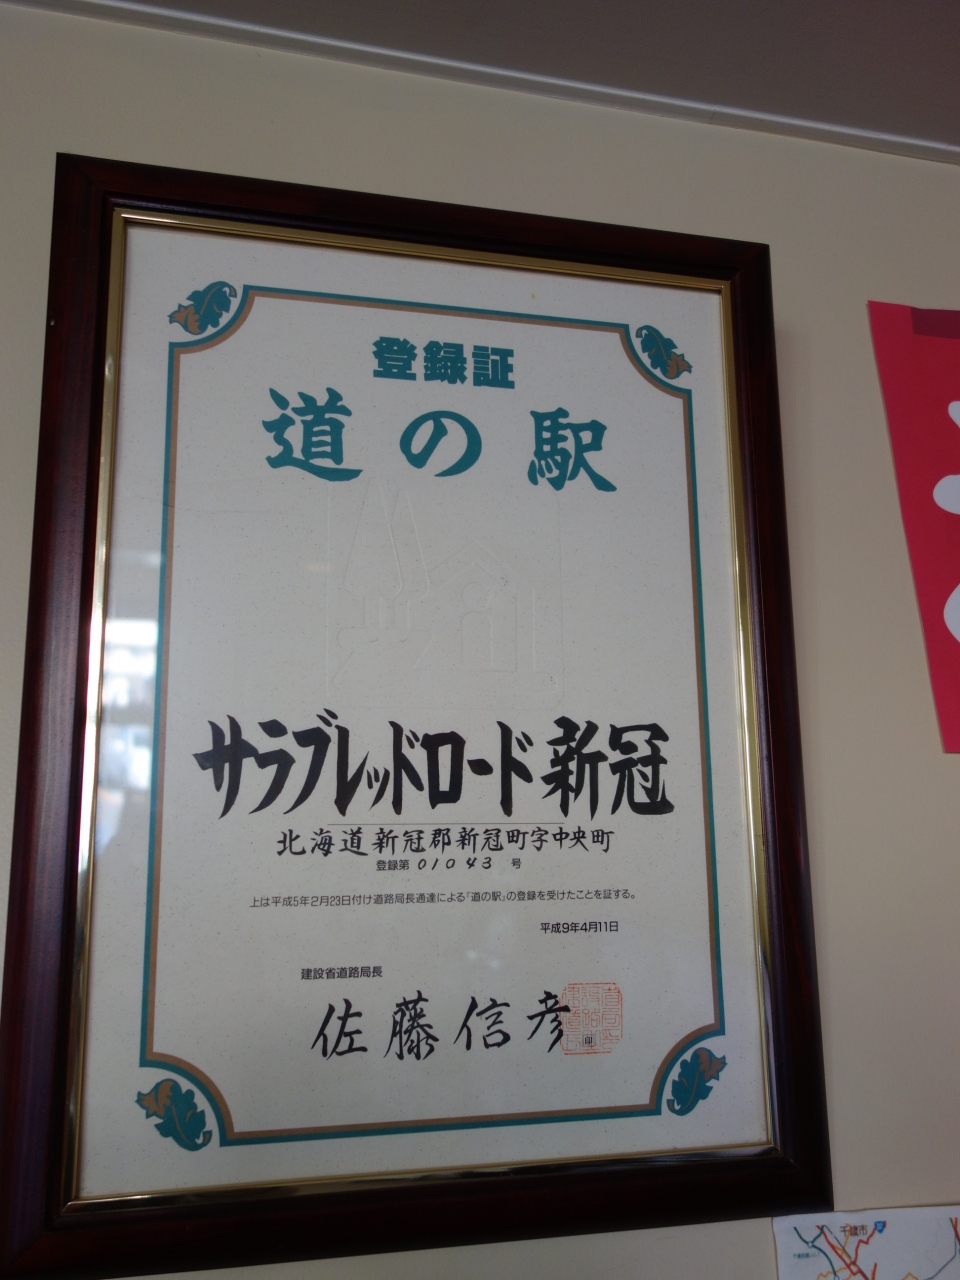 登録証
道の駅
サラブレッドロード新冠
北海道新冠郡新冠町字中央町
登録第 01043 号
上は平成5年2月23日付け道路局長通達による「道の駅」の登録を受けたことを証する。
平成9年4月11日
建設省道路局長
佐藤信彦
印
千歳市